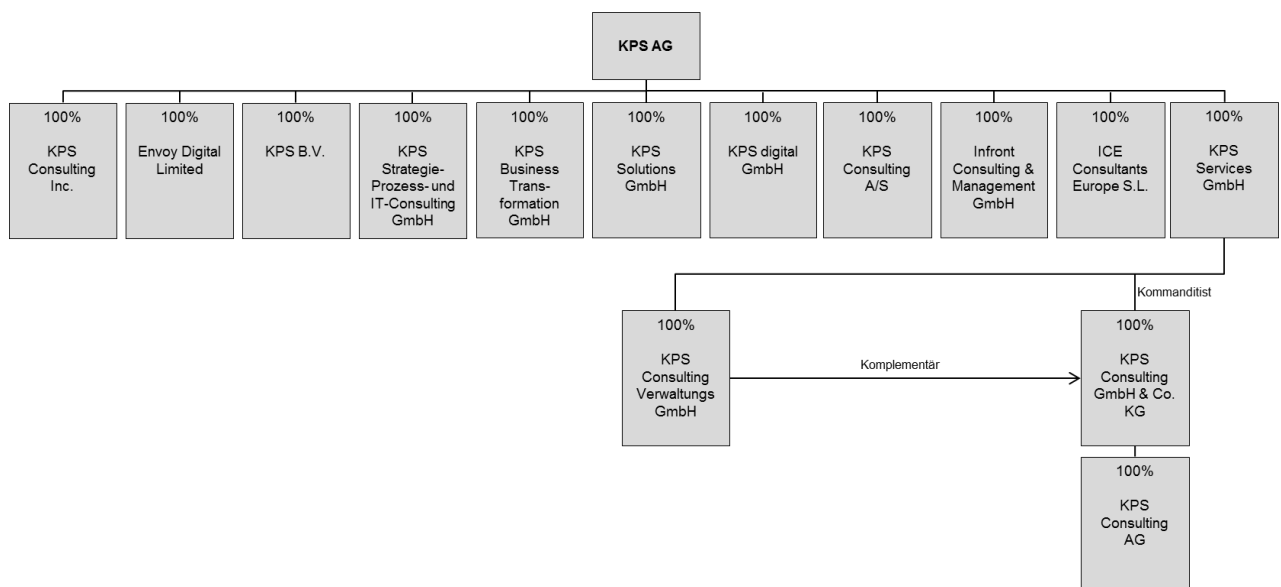 KPS AG
100%
KPS
Consulting
Inc.
100%
Envoy Digital
Limited
100%
KPS B.V.
100%
KPS
Strategie-
Prozess- und
IT-Consulting
GmbH
100%
KPS
Business
Trans-
formation
GmbH
100%
KPS
Solutions
GmbH
100%
KPS digital
GmbH
100%
KPS
Consulting
A/S
100%
Infront
Consulting &
Management
GmbH
100%
ICE
Consultants
Europe S.L.
100%
KPS
Services
GmbH
Kommanditist
100%
KPS
Consulting
Verwaltungs
GmbH
Komplementär
100%
KPS
Consulting
GmbH & Co.
KG
100%
KPS
Consulting
AG